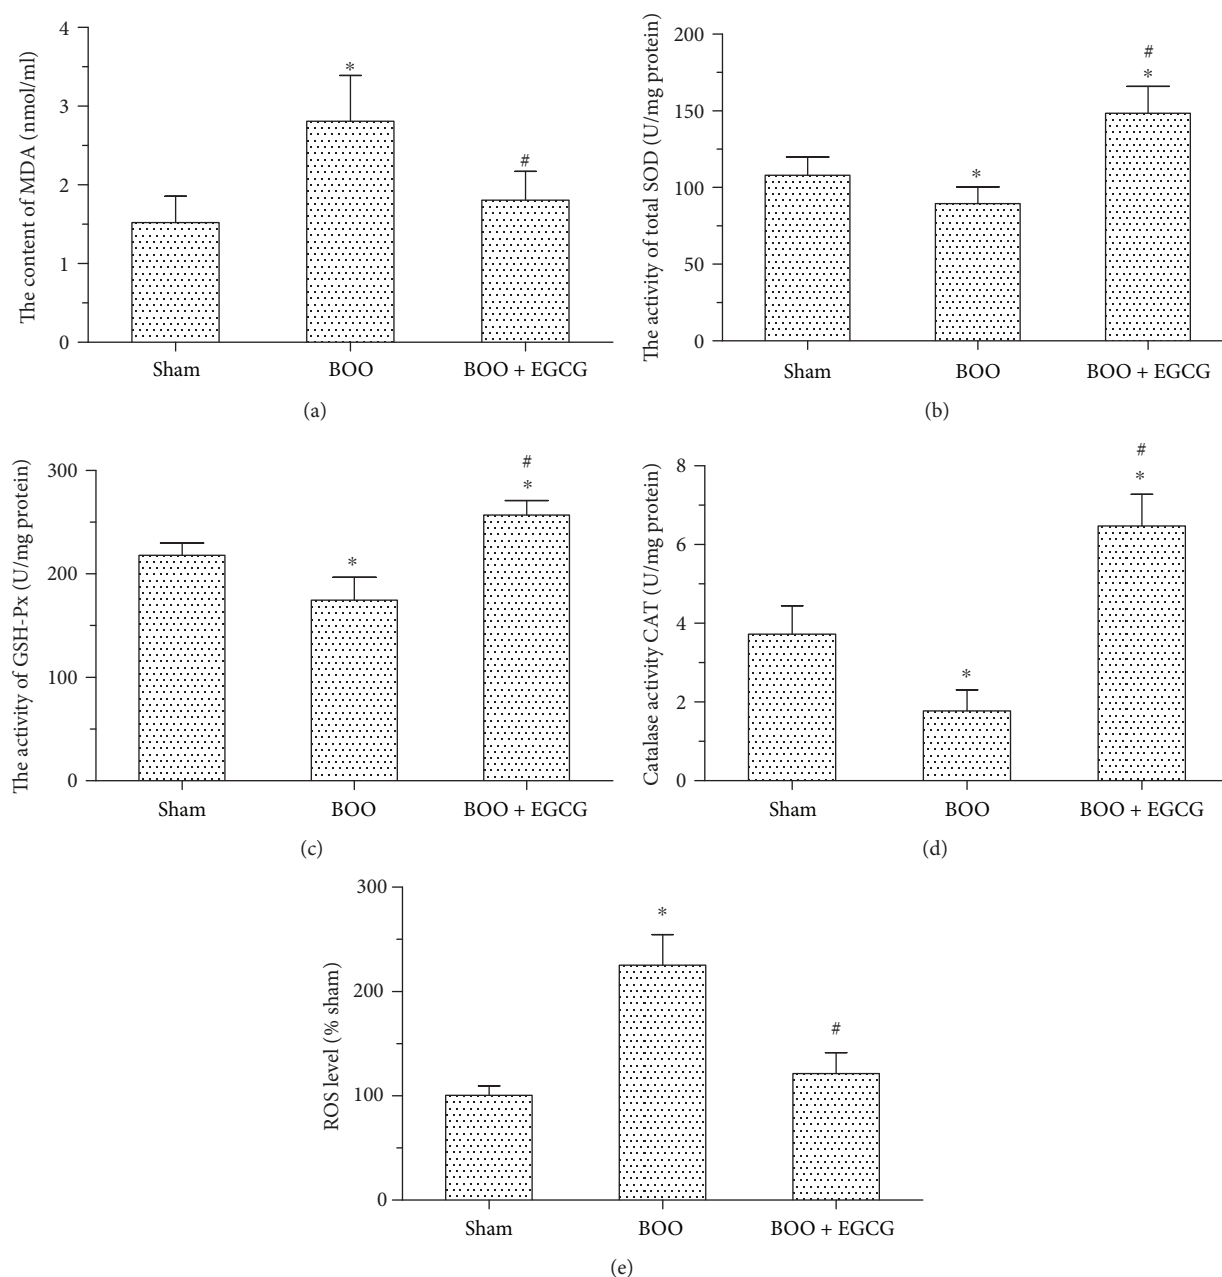 The content of MDA (nmol/ml)
4
3
2
1
0
*
#
Sham
BOO
BOO + EGCG
(a)
The activity of total SOD (U/mg protein)
200
150
100
50
0
*
#
*
Sham
BOO
BOO + EGCG
(b)
The activity of GSH-Px (U/mg protein)
300
200
100
0
*
#
*
Sham
BOO
BOO + EGCG
(c)
Catalase activity CAT (U/mg protein)
8
6
4
2
0
*
#
*
Sham
BOO
BOO + EGCG
(d)
ROS level (% sham)
300
200
100
0
*
#
Sham
BOO
BOO + EGCG
(e)